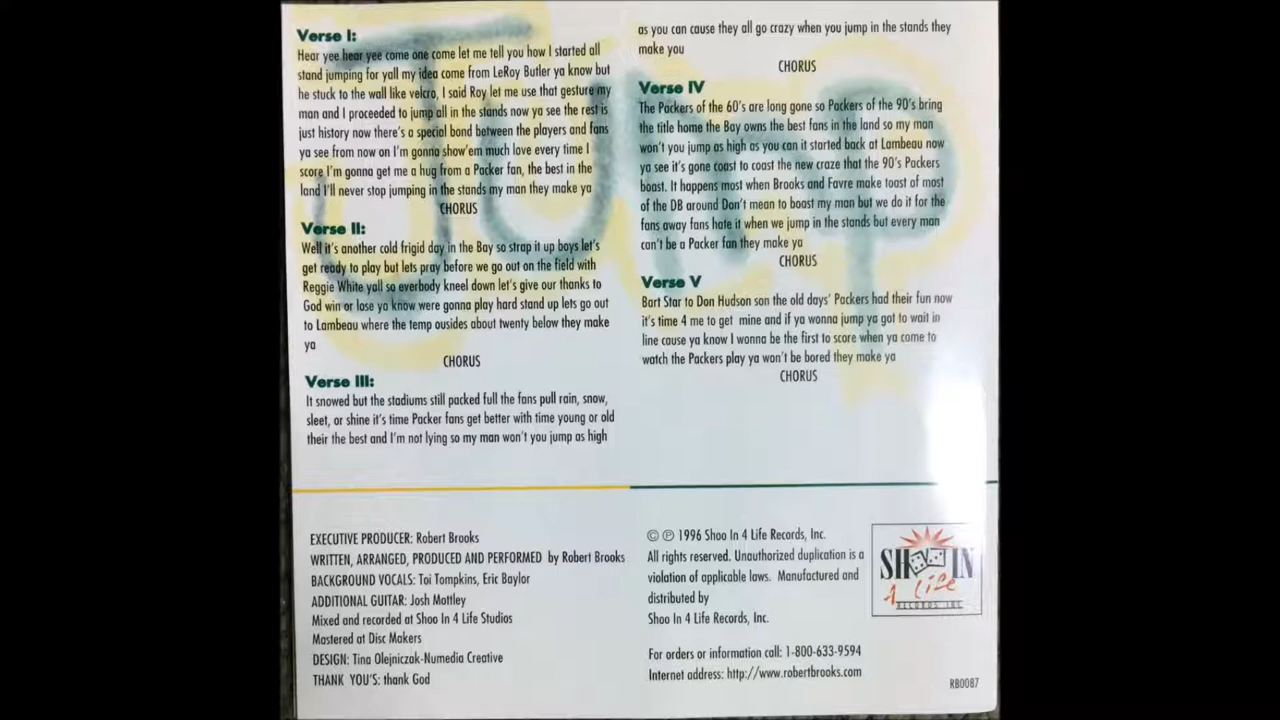 Jump
Verse I:
Hear yee hear yee come one come let me tell you how I started all
stand jumping for yall my idea come from LeRoy Butler ya know but
he stuck to the wall like velcro, I said Roy let me use that gesture my
man and I proceeded to jump all in the stands now ya see the rest is
just history now there's a special bond between the players and fans
ya see from now on I'm gonna show'em much love every time I
score I'm gonna get me a hug from a Packer fan, the best in the
land I'll never stop jumping in the stands my man they make ya
CHORUS
Verse II:
Well it's another cold frigid day in the Bay so strap it up boys let's
get ready to play but lets pray before we go out on the field with
Reggie White yall so everbody kneel down let's give our thanks to
God win or lose ya know were gonna play hard stand up lets go out
to Lambeau where the temp ousides about twenty below they make
ya
CHORUS
Verse III:
It snowed but the stadiums still packed full the fans pull rain, snow,
sleet, or shine it's time Packer fans get better with time young or old
their the best and I'm not lying so my man won't you jump as high
as you can cause they all go crazy when you jump in the stands they
make you
CHORUS
Verse IV
The Packers of the 60's are long gone so Packers of the 90's bring
the title home the Bay owns the best fans in the land so my man
won't you jump as high as you can it started back at Lambeau now
ya see it's gone coast to coast the new craze that the 90's Packers
boast. It happens most when Brooks and Favre make toast of most
of the DB around Don't mean to boast my man but we do it for the
fans away fans hate it when we jump in the stands but every man
can't be a Packer fan they make ya
CHORUS
Verse V
Bart Star to Don Hudson son the old days' Packers had their fun now
it's time 4 me to get mine and if ya wonna jump ya got to wait in
line cause ya know I wonna be the first to score when ya come to
watch the Packers play ya won't be bored they make ya
CHORUS
EXECUTIVE PRODUCER: Robert Brooks
WRITTEN, ARRANGED, PRODUCED AND PERFORMED by Robert Brooks
BACKGROUND VOCALS: Toi Tompkins, Eric Baylor
ADDITIONAL GUITAR: Josh Mottley
Mixed and recorded at Shoo In 4 Life Studios
Mastered at Disc Makers
DESIGN: Tina Olejniczak-Numedia Creative
THANK YOU'S: thank God
© ℗ 1996 Shoo In 4 Life Records, Inc.
All rights reserved. Unauthorized duplication is a
violation of applicable laws. Manufactured and
distributed by
Shoo In 4 Life Records, Inc.
For orders or information call: 1-800-633-9594
Internet address: http://www.robertbrooks.com
SHOO IN
4 Life
RECORDS INC
RB0087